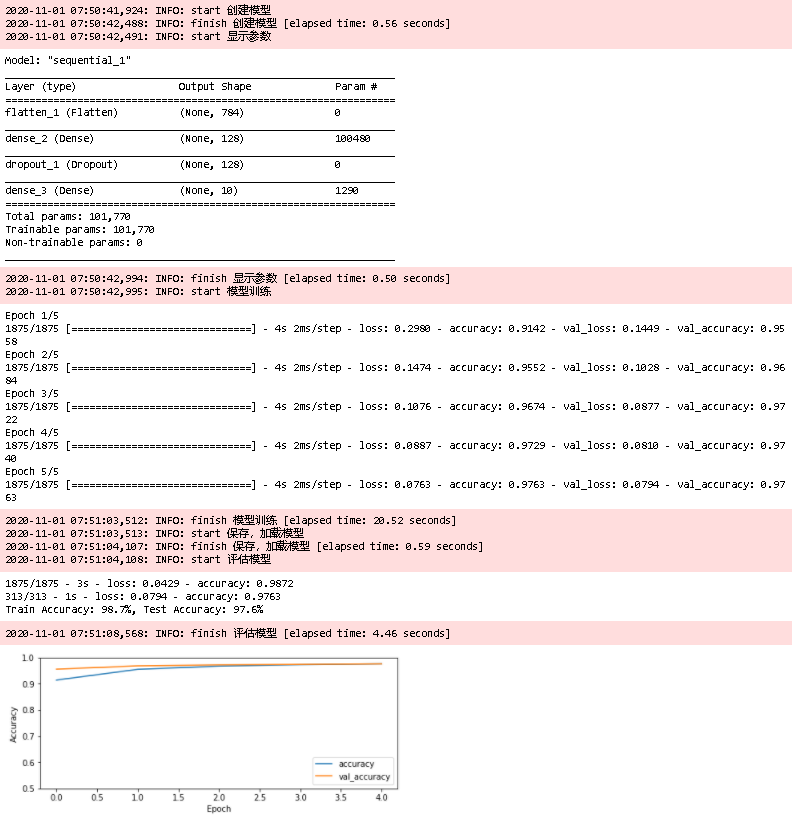 2020-11-01 07:50:41,924: INFO: start 创建模型
2020-11-01 07:50:42,488: INFO: finish 创建模型 [elapsed time: 0.56 seconds]
2020-11-01 07:50:42,491: INFO: start 显示参数
Model: "sequential_1"
Layer (type) Output Shape Param #
flatten_1 (Flatten) (None, 784) 0
dense_2 (Dense) (None, 128) 100480
dropout_1 (Dropout) (None, 128) 0
dense_3 (Dense) (None, 10) 1290
Total params: 101,770
Trainable params: 101,770
Non-trainable params: 0
2020-11-01 07:50:42,994: INFO: finish 显示参数 [elapsed time: 0.50 seconds]
2020-11-01 07:50:42,995: INFO: start 模型训练
Epoch 1/5
1875/1875 [==============================] - 4s 2ms/step - loss: 0.2980 - accuracy: 0.9142 - val_loss: 0.1449 - val_accuracy: 0.95
58
Epoch 2/5
1875/1875 [==============================] - 4s 2ms/step - loss: 0.1474 - accuracy: 0.9552 - val_loss: 0.1028 - val_accuracy: 0.96
84
Epoch 3/5
1875/1875 [==============================] - 4s 2ms/step - loss: 0.1076 - accuracy: 0.9674 - val_loss: 0.0877 - val_accuracy: 0.97
22
Epoch 4/5
1875/1875 [==============================] - 4s 2ms/step - loss: 0.0887 - accuracy: 0.9729 - val_loss: 0.0810 - val_accuracy: 0.97
40
Epoch 5/5
1875/1875 [==============================] - 4s 2ms/step - loss: 0.0763 - accuracy: 0.9763 - val_loss: 0.0794 - val_accuracy: 0.97
63
2020-11-01 07:51:03,512: INFO: finish 模型训练 [elapsed time: 20.52 seconds]
2020-11-01 07:51:03,513: INFO: start 保存，加载模型
2020-11-01 07:51:04,107: INFO: finish 保存，加载模型 [elapsed time: 0.59 seconds]
2020-11-01 07:51:04,108: INFO: start 评估模型
1875/1875 - 3s - loss: 0.0429 - accuracy: 0.9872
313/313 - 1s - loss: 0.0794 - accuracy: 0.9763
Train Accuracy: 98.7%, Test Accuracy: 97.6%
2020-11-01 07:51:08,568: INFO: finish 评估模型 [elapsed time: 4.46 seconds]
1.0
0.9
0.8
0.7
0.6
0.5
Accuracy
accuracy
val_accuracy
0.0 0.5 1.0 1.5 2.0 2.5 3.0 3.5 4.0
Epoch